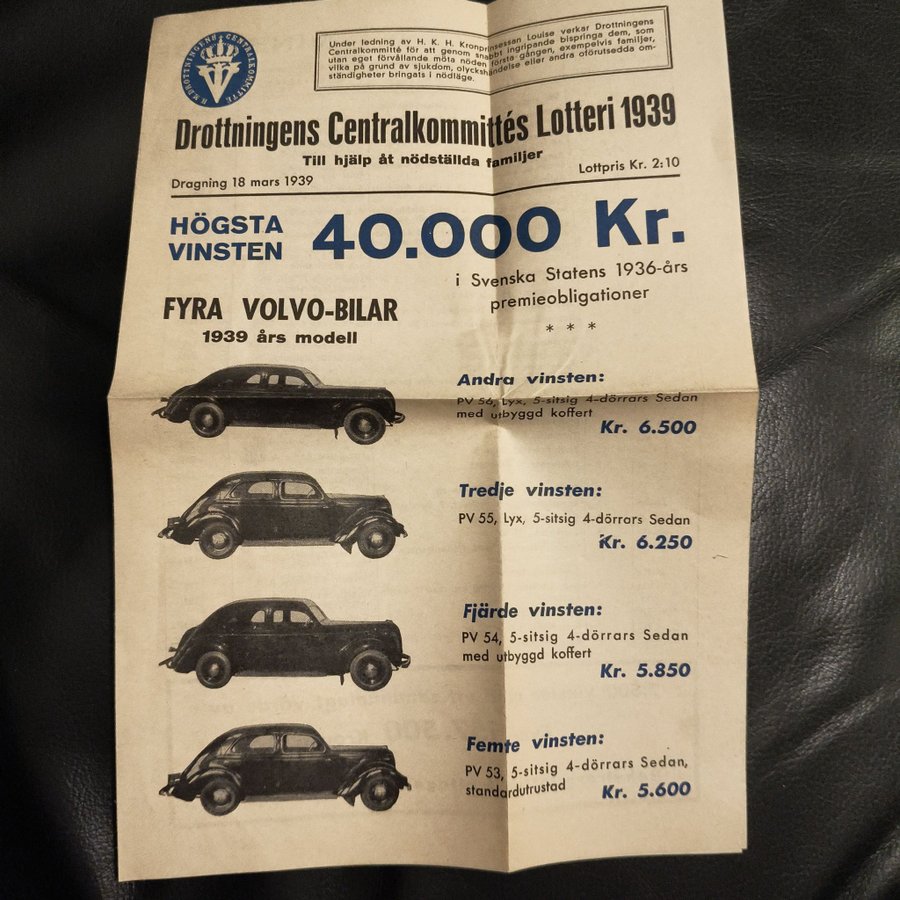 H.M. DROTTNINGENS CENTRALKOMMITTÉ
Under ledning av H. K. H. Kronprinsessan Louise verkar Drottningens
Centralkommitté för att genom snabbt ingripande bispringa dem, som
utan eget förvållande möta nöden första gången, exempelvis familjer,
vilka på grund av sjukdom, olyckshändelse eller andra oförutsedda om-
ständigheter bringats i nödläge.
Drottningens Centralkommittés Lotteri 1939
Till hjälp åt nödställda familjer
Dragning 18 mars 1939
Lottpris Kr. 2:10
HÖGSTA
VINSTEN
40.000 Kr.
i Svenska Statens 1936-års
premieobligationer
* * *
FYRA VOLVO-BILAR
1939 års modell
Andra vinsten:
PV 56, Lyx, 5-sitsig 4-dörrars Sedan
med utbyggd koffert
Kr. 6.500
Tredje vinsten:
PV 55, Lyx, 5-sitsig 4-dörrars Sedan
Kr. 6.250
Fjärde vinsten:
PV 54, 5-sitsig 4-dörrars Sedan
med utbyggd koffert
Kr. 5.850
Femte vinsten:
PV 53, 5-sitsig 4-dörrars Sedan,
standardutrustad
Kr. 5.600